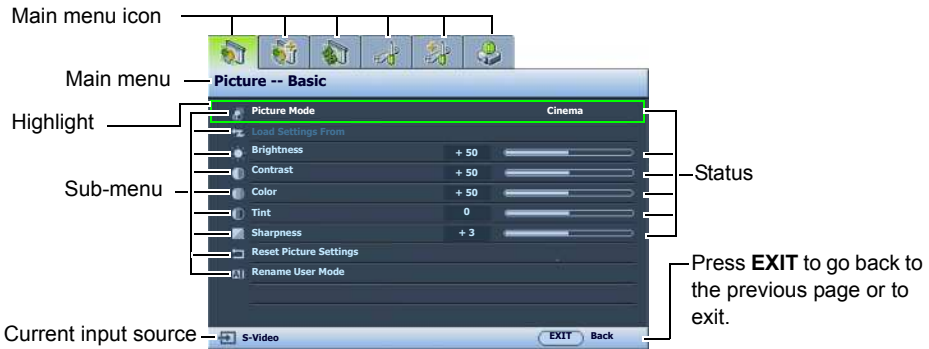 Main menu icon
Main menu
Picture -- Basic
Highlight
Picture Mode Cinema
Load Settings From
Brightness + 50
Contrast + 50
Status
Sub-menu
Color + 50
Tint 0
Sharpness + 3
Reset Picture Settings
Rename User Mode
Press EXIT to go back to
the previous page or to
exit.
Current input source
S-Video
EXIT Back